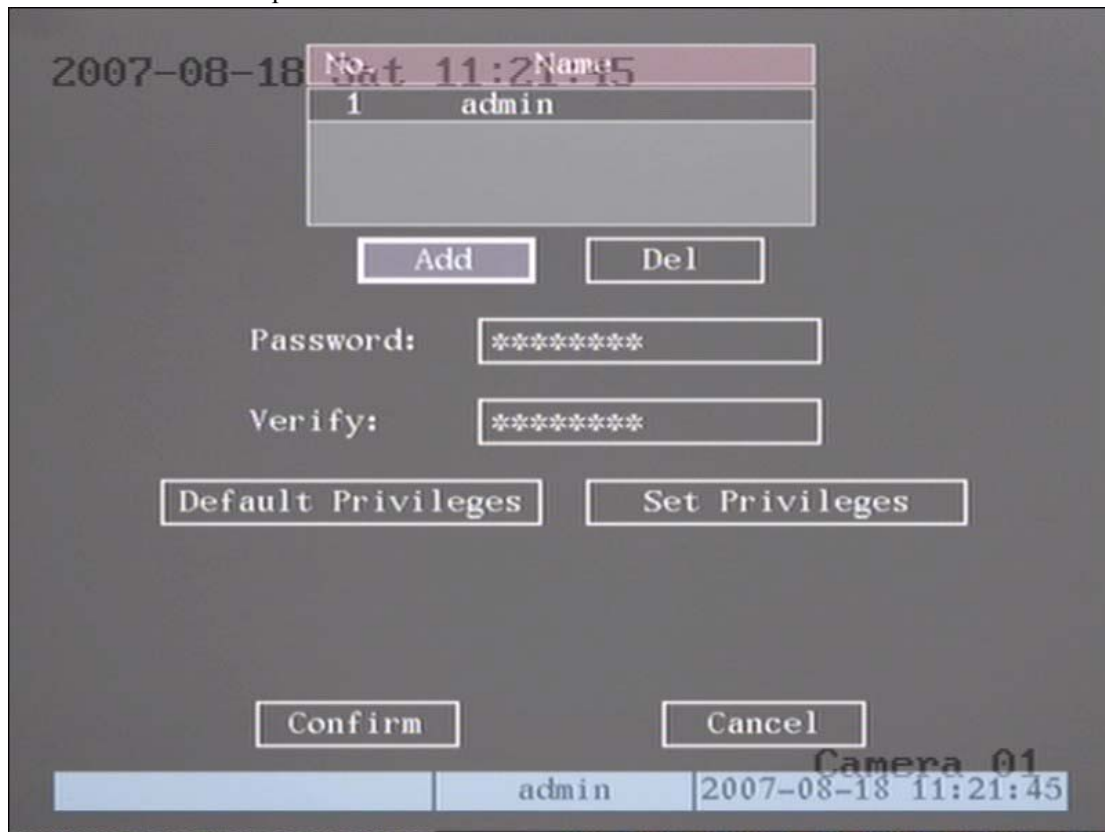 2007-08-18 Sat 11:21:45
No. Name
1 admin
Add Del
Password: ********
Verify: ********
Default Privileges Set Privileges
Confirm Cancel
Camera 01
admin 2007-08-18 11:21:45